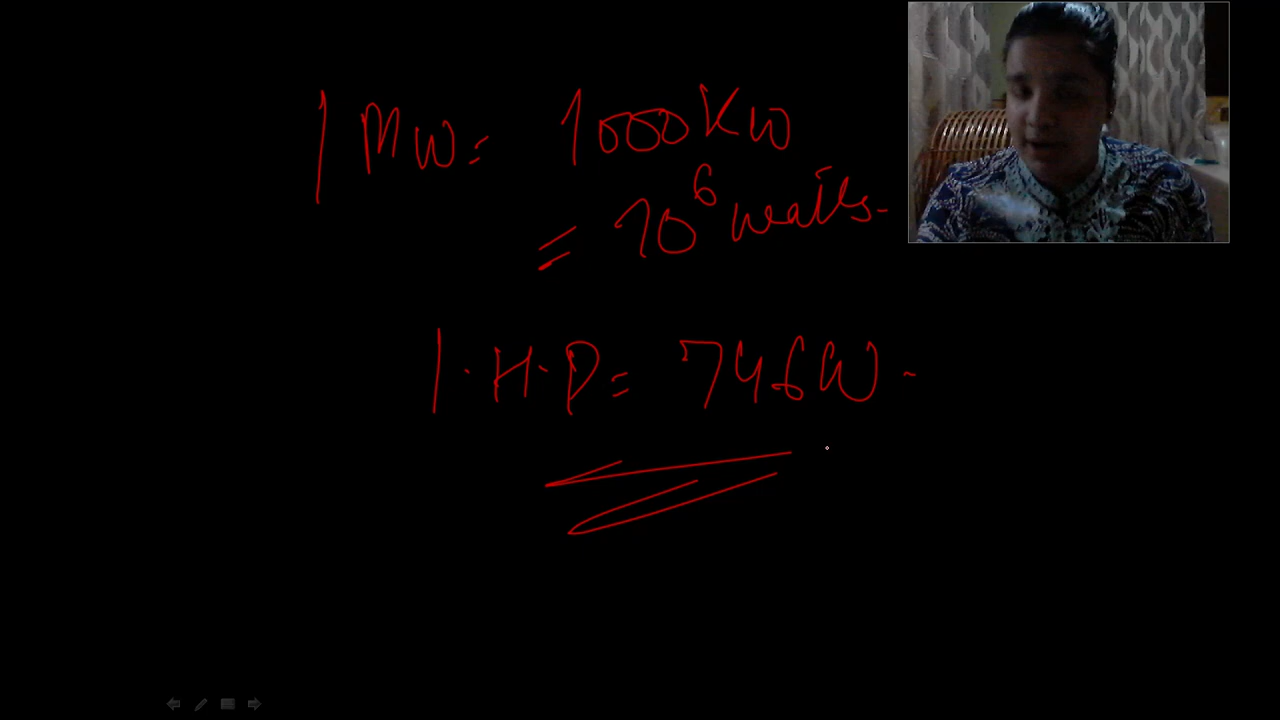 1 MW = 1000 KW
= 10⁶ watts.
1.H.P = 746W.